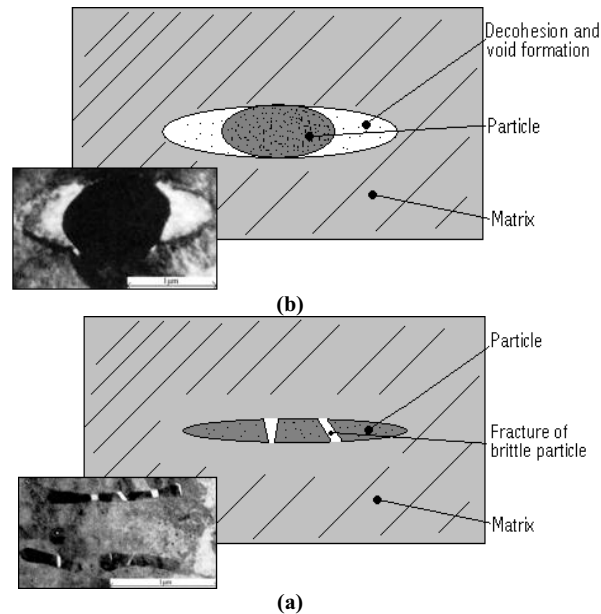 Decohesion and
void formation
Particle
Matrix
1µm
(b)
Particle
Fracture of
brittle particle
Matrix
1µm
(a)